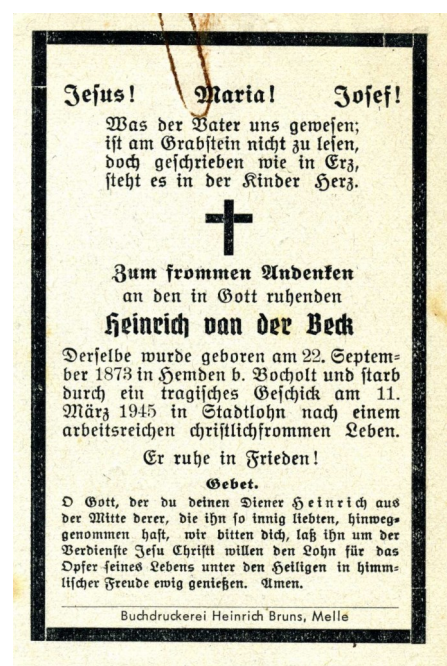 Jesus! Maria! Josef!
Was der Vater uns gewesen;
ist am Grabstein nicht zu lesen,
doch geschrieben wie in Erz,
steht es in der Kinder Herz.
Zum frommen Andenken
an den in Gott ruhenden
Heinrich van der Beck
Derselbe wurde geboren am 22. Septem-
ber 1873 in Hemden b. Bocholt und starb
durch ein tragisches Geschick am 11.
März 1945 in Stadtlohn nach einem
arbeitsreichen christlichfrommen Leben.
Er ruhe in Frieden!
Gebet.
O Gott, der du deinen Diener Heinrich aus
der Mitte derer, die ihn so innig liebten, hinweg-
genommen hast, wir bitten dich, laß ihn um der
Verdienste Jesu Christi willen den Lohn für das
Opfer seines Lebens unter den Heiligen in himm-
lischer Freude ewig genießen. Amen.
Buchdruckerei Heinrich Bruns, Melle